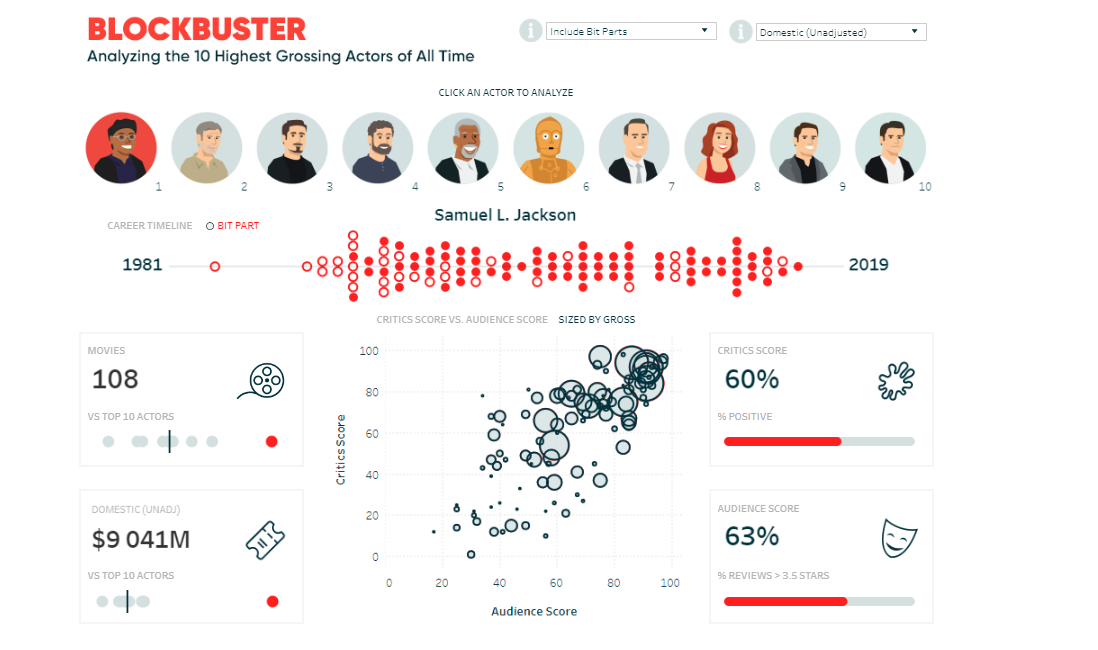 BLOCKBUSTER
Analyzing the 10 Highest Grossing Actors of All Time
i Include Bit Parts
i Domestic (Unadjusted)
CLICK AN ACTOR TO ANALYZE
1 2 3 4 5 6 7 8 9 10
Samuel L. Jackson
CAREER TIMELINE BIT PART
1981 2019
CRITICS SCORE VS. AUDIENCE SCORE SIZED BY GROSS
MOVIES
108
VS TOP 10 ACTORS
DOMESTIC (UNADJ)
$9 041M
VS TOP 10 ACTORS
Critics Score
100
80
60
40
20
0
0 20 40 60 80 100
Audience Score
CRITICS SCORE
60%
% POSITIVE
AUDIENCE SCORE
63%
% REVIEWS > 3.5 STARS